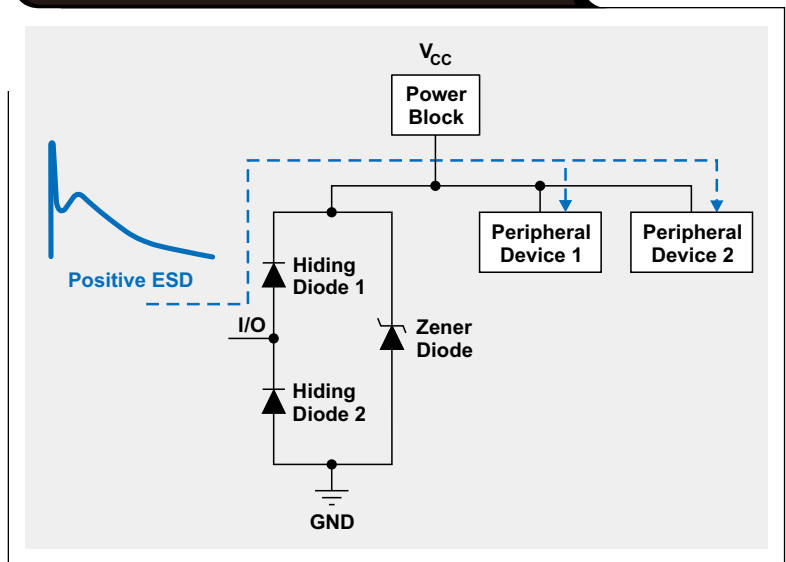 VCC
Power
Block
Positive ESD
Hiding
Diode 1
I/O
Zener
Diode
Hiding
Diode 2
GND
Peripheral
Device 1
Peripheral
Device 2